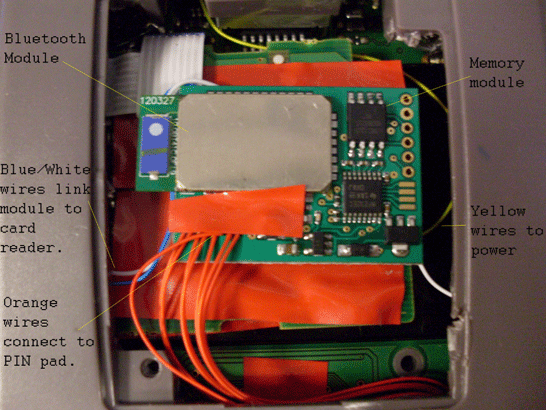 Bluetooth
Module
Memory
module
120327
Blue/White
wires link
module to
card
reader.
Yellow
wires to
power
Orange
wires
connect to
PIN pad.